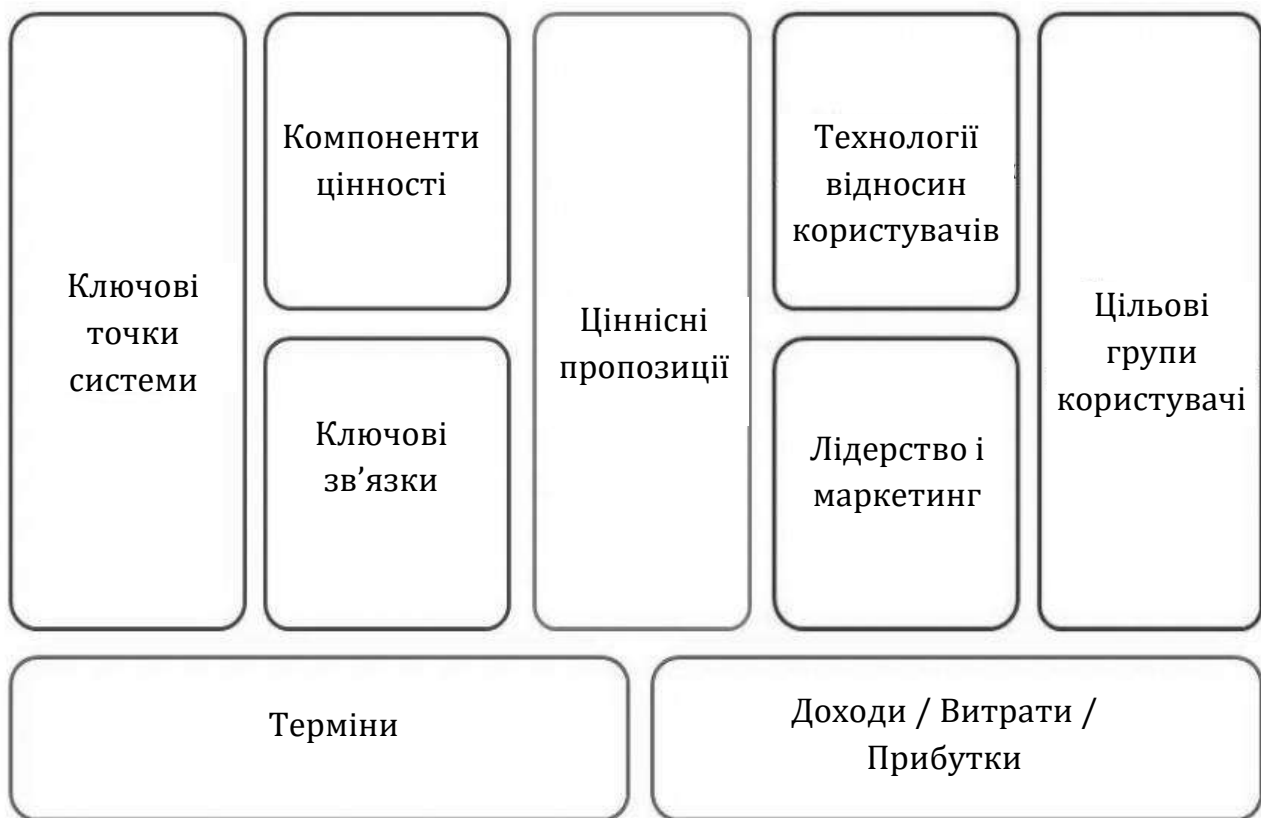 Ключові
точки
системи
Компоненти
цінності
Ключові
зв’язки
Ціннісні
пропозиції
Технології
відносин
користувачів
Лідерство і
маркетинг
Цільові
групи
користувачі
Терміни
Доходи / Витрати /
Прибутки